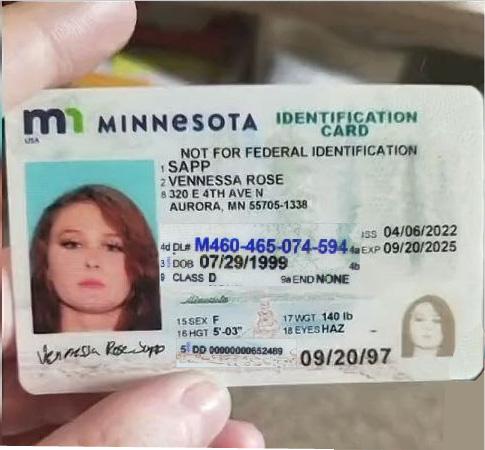 mn MINNESOTA IDENTIFICATION CARD
USA
NOT FOR FEDERAL IDENTIFICATION
1 SAPP
2 VENNESSA ROSE
8 320 E 4TH AVE N
AURORA, MN 55705-1338
4d DL# M460-465-074-594
ISS 04/06/2022
4a EXP 09/20/2025
3 DOB 07/29/1999
4b
9 CLASS D
9a END NONE
Minnesota
15 SEX F
17 WGT 140 lb
16 HGT 5'-03"
18 EYES HAZ
5 DD 00000000652489
09/20/97
Vennessa Rose Sapp